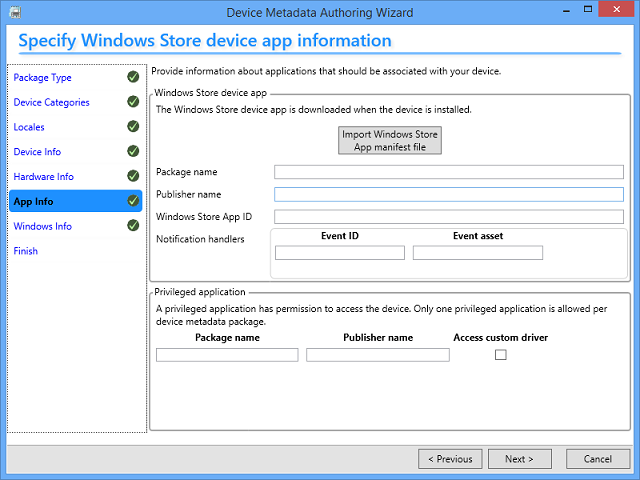 Device Metadata Authoring Wizard
Specify Windows Store device app information
Package Type
Device Categories
Locales
Device Info
Hardware Info
App Info
Windows Info
Finish
Provide information about applications that should be associated with your device.
Windows Store device app
The Windows Store device app is downloaded when the device is installed.
Import Windows Store
App manifest file
Package name
Publisher name
Windows Store App ID
Notification handlers
Event ID
Event asset
Privileged application
A privileged application has permission to access the device. Only one privileged application is allowed per
device metadata package.
Package name
Publisher name
Access custom driver
< Previous
Next >
Cancel